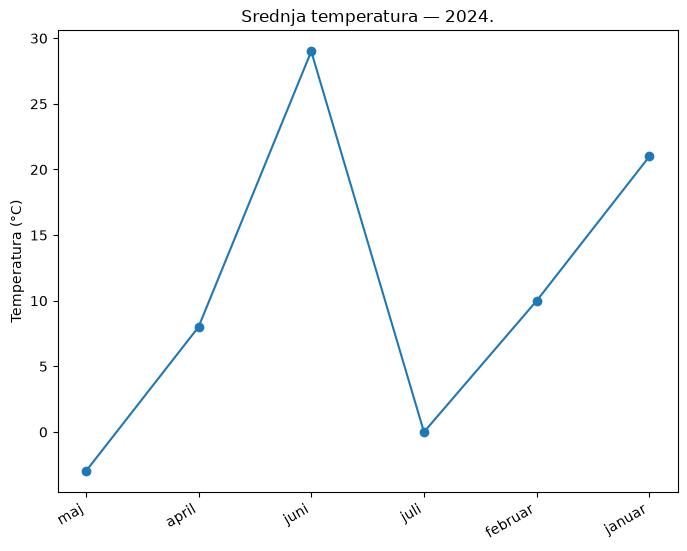 Srednja temperatura — 2024.
Temperatura (°C)
30
25
20
15
10
5
0
maj
april
juni
juli
februar
januar